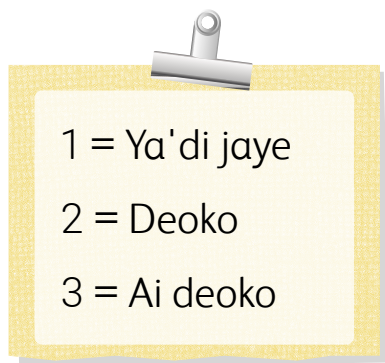 1 = Ya'di jaye
2 = Deoko
3 = Ai deoko